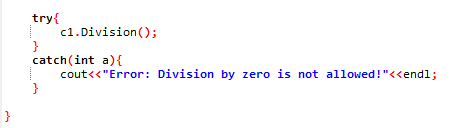 try{
c1.Division();
}
catch(int a){
cout<<"Error: Division by zero is not allowed!"<<endl;
}
}